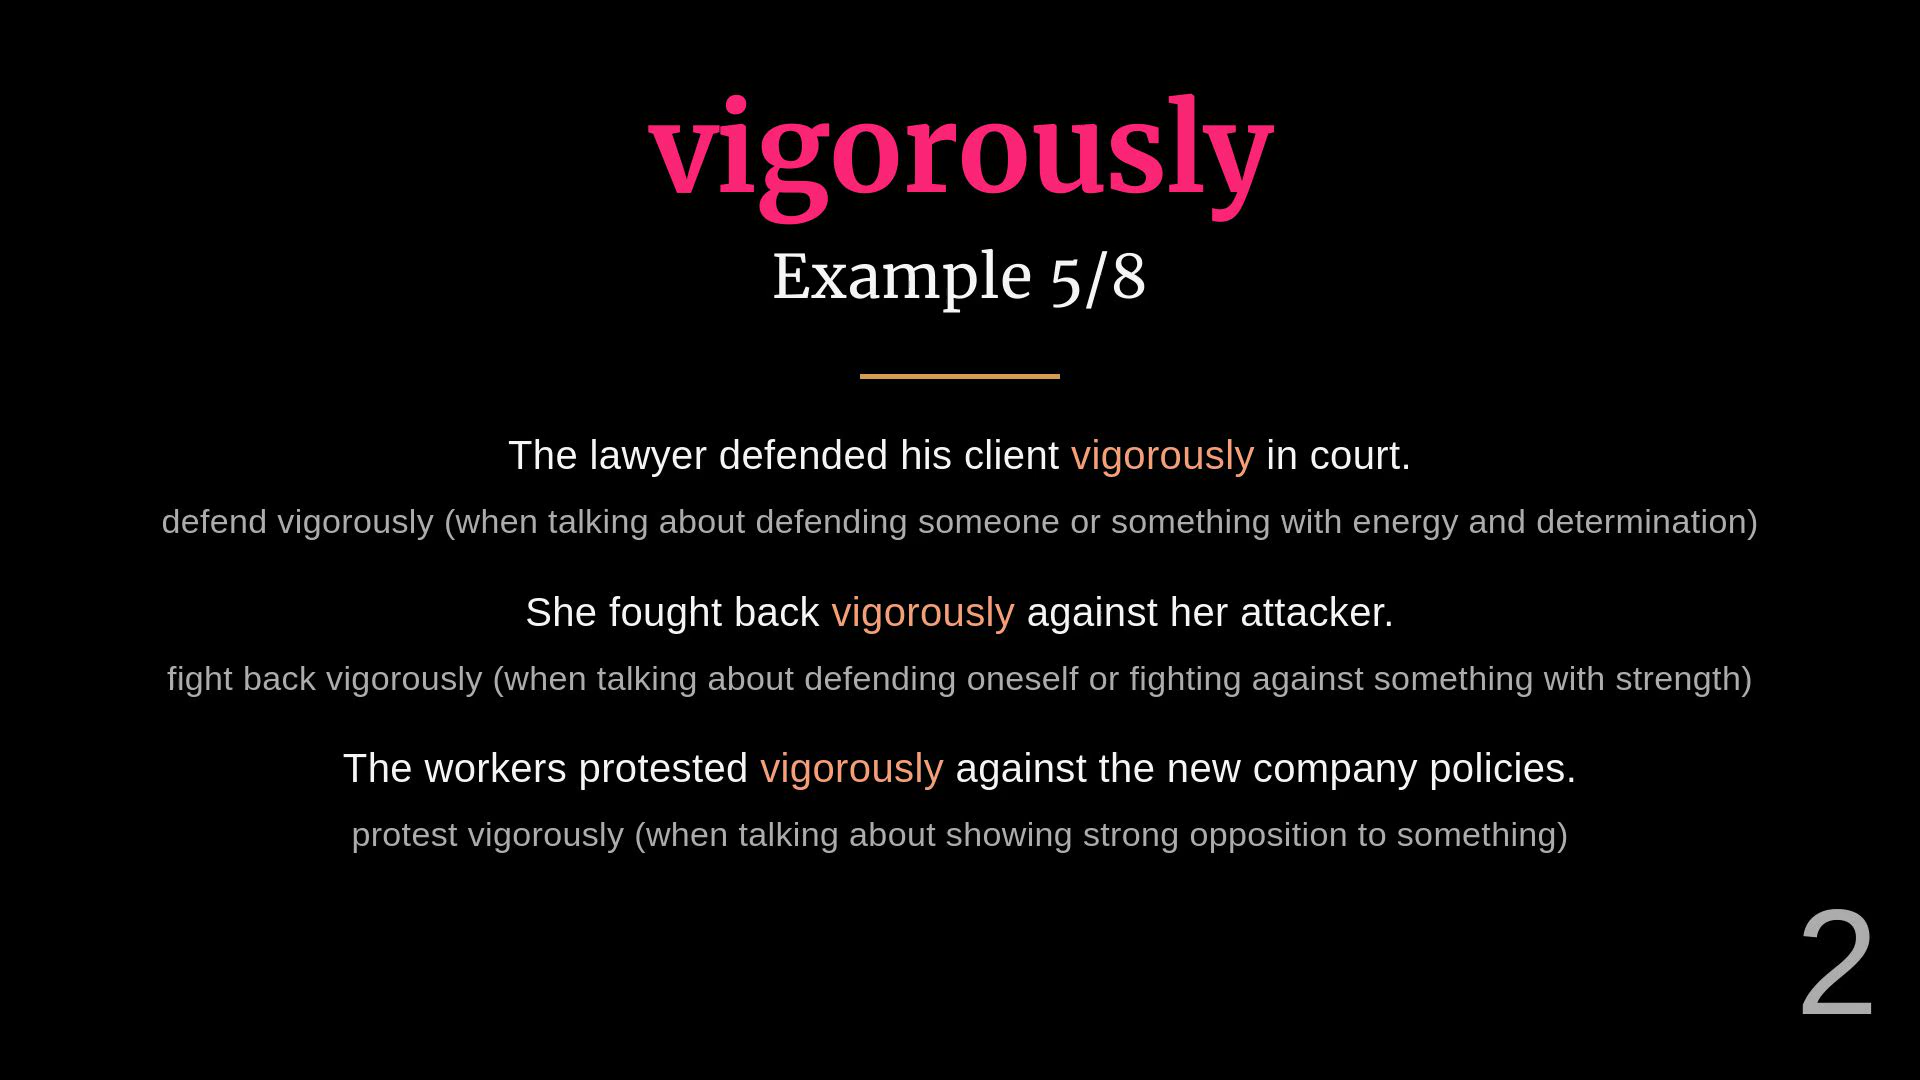 vigorously
Example 5/8
The lawyer defended his client vigorously in court.
defend vigorously (when talking about defending someone or something with energy and determination)
She fought back vigorously against her attacker.
fight back vigorously (when talking about defending oneself or fighting against something with strength)
The workers protested vigorously against the new company policies.
protest vigorously (when talking about showing strong opposition to something)
2